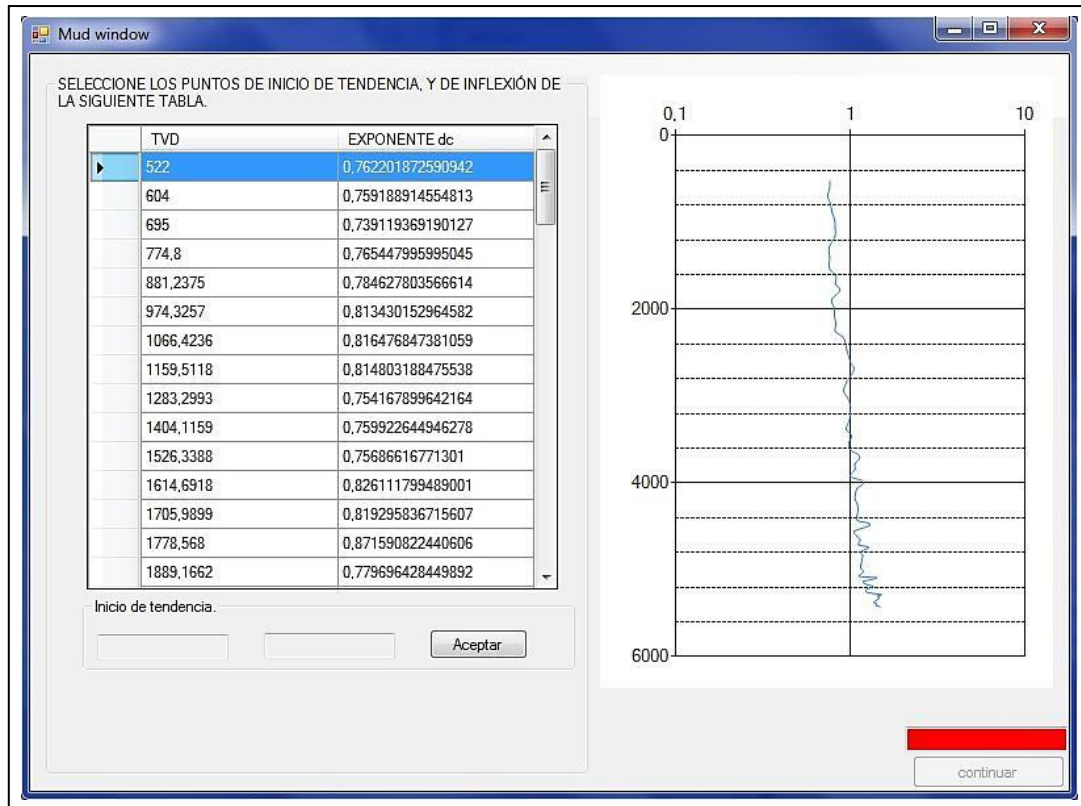 Mud window
SELECCIONE LOS PUNTOS DE INICIO DE TENDENCIA, Y DE INFLEXIÓN DE
LA SIGUIENTE TABLA.
TVD EXPONENTE dc
522 0,762201872590942
604 0,759188914554813
695 0,739119369190127
774,8 0,765447995995045
881,2375 0,784627803566614
974,3257 0,813430152964582
1066,4236 0,816476847381059
1159,5118 0,814803188475538
1283,2993 0,754167899642164
1404,1159 0,759922644946278
1526,3388 0,75686616771301
1614,6918 0,826111799489001
1705,9899 0,819295836715607
1778,568 0,871590822440606
1889,1662 0,779696428449892
Inicio de tendencia.
Aceptar
0,1 1 10
0
2000
4000
6000
continuar